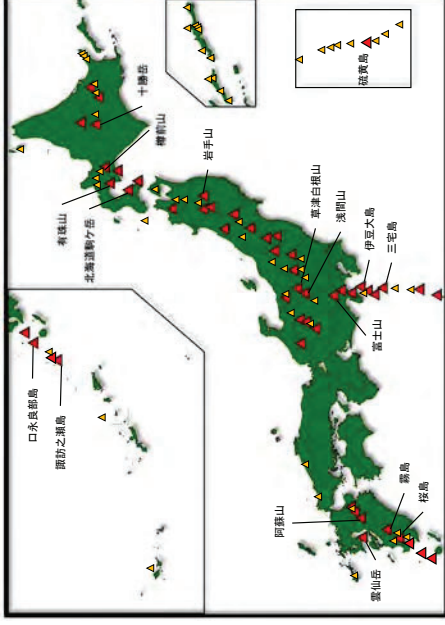 口永良部島
諏訪之瀬島
有珠山
北海道駒ケ岳
十勝岳
樽前山
岩手山
草津白根山
浅間山
伊豆大島
三宅島
富士山
硫黄島
阿蘇山
雲仙岳
霧島
桜島